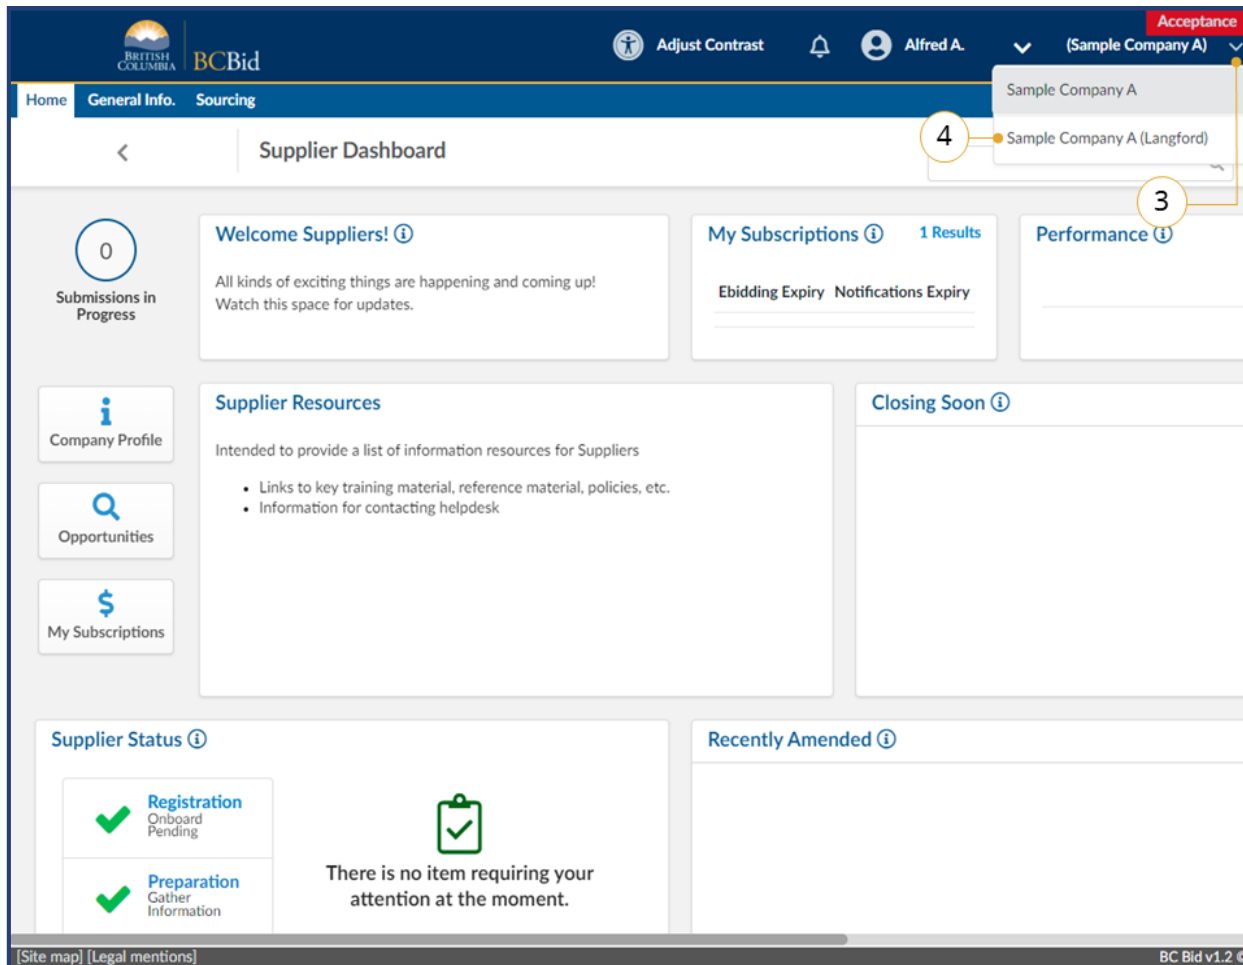 Acceptance
BRITISH
COLUMBIA
BCBid
Adjust Contrast
Alfred A.
(Sample Company A)
Home
General Info.
Sourcing
Sample Company A
4
Sample Company A (Langford)
Supplier Dashboard
3
0
Submissions in
Progress
Welcome Suppliers!
All kinds of exciting things are happening and coming up!
Watch this space for updates.
My Subscriptions
1 Results
Ebidding Expiry Notifications Expiry
Performance
Company Profile
Opportunities
My Subscriptions
Supplier Resources
Intended to provide a list of information resources for Suppliers
• Links to key training material, reference material, policies, etc.
• Information for contacting helpdesk
Closing Soon
Supplier Status
Registration
Onboard
Pending
Preparation
Gather
Information
There is no item requiring your
attention at the moment.
Recently Amended
[Site map] [Legal mentions]
BC Bid v1.2 ©